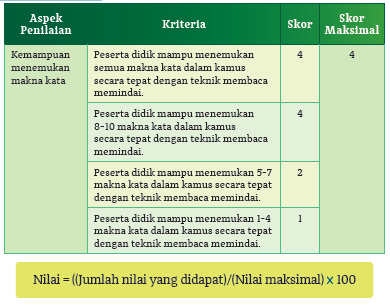 Aspek
Penilaian
Kriteria
Skor
Skor
Maksimal
Kemampuan
menemukan
makna kata
Peserta didik mampu menemukan
semua makna kata dalam kamus
secara tepat dengan teknik membaca
memindai.
4
4
Peserta didik mampu menemukan
8-10 makna kata dalam kamus
secara tepat dengan teknik membaca
memindai.
4
Peserta didik mampu menemukan 5-7
makna kata dalam kamus secara tepat
dengan teknik membaca memindai.
2
Peserta didik mampu menemukan 1-4
makna kata dalam kamus secara tepat
dengan teknik membaca memindai.
1
Nilai = ((Jumlah nilai yang didapat)/(Nilai maksimal) x 100